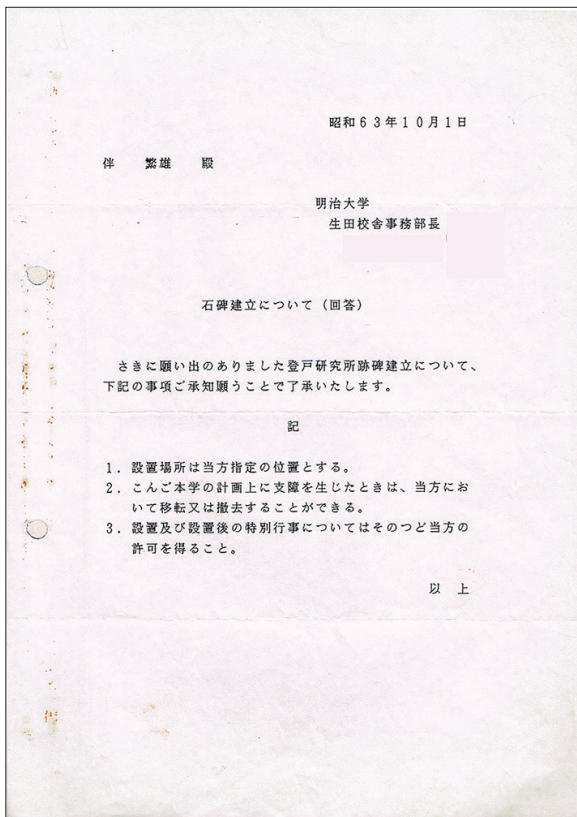 昭和63年10月1日
伴　繁雄　殿
明治大学
生田校舎事務部長
石碑建立について（回答）
さきに願い出のありました登戸研究所跡碑建立について、
下記の事項ご承知願うことで了承いたします。
記
1．設置場所は当方指定の位置とする。
2．こんご本学の計画上に支障を生じたときは、当方にお
いて移転又は撤去することができる。
3．設置及び設置後の特別行事についてはそのつど当方の
許可を得ること。
以　上